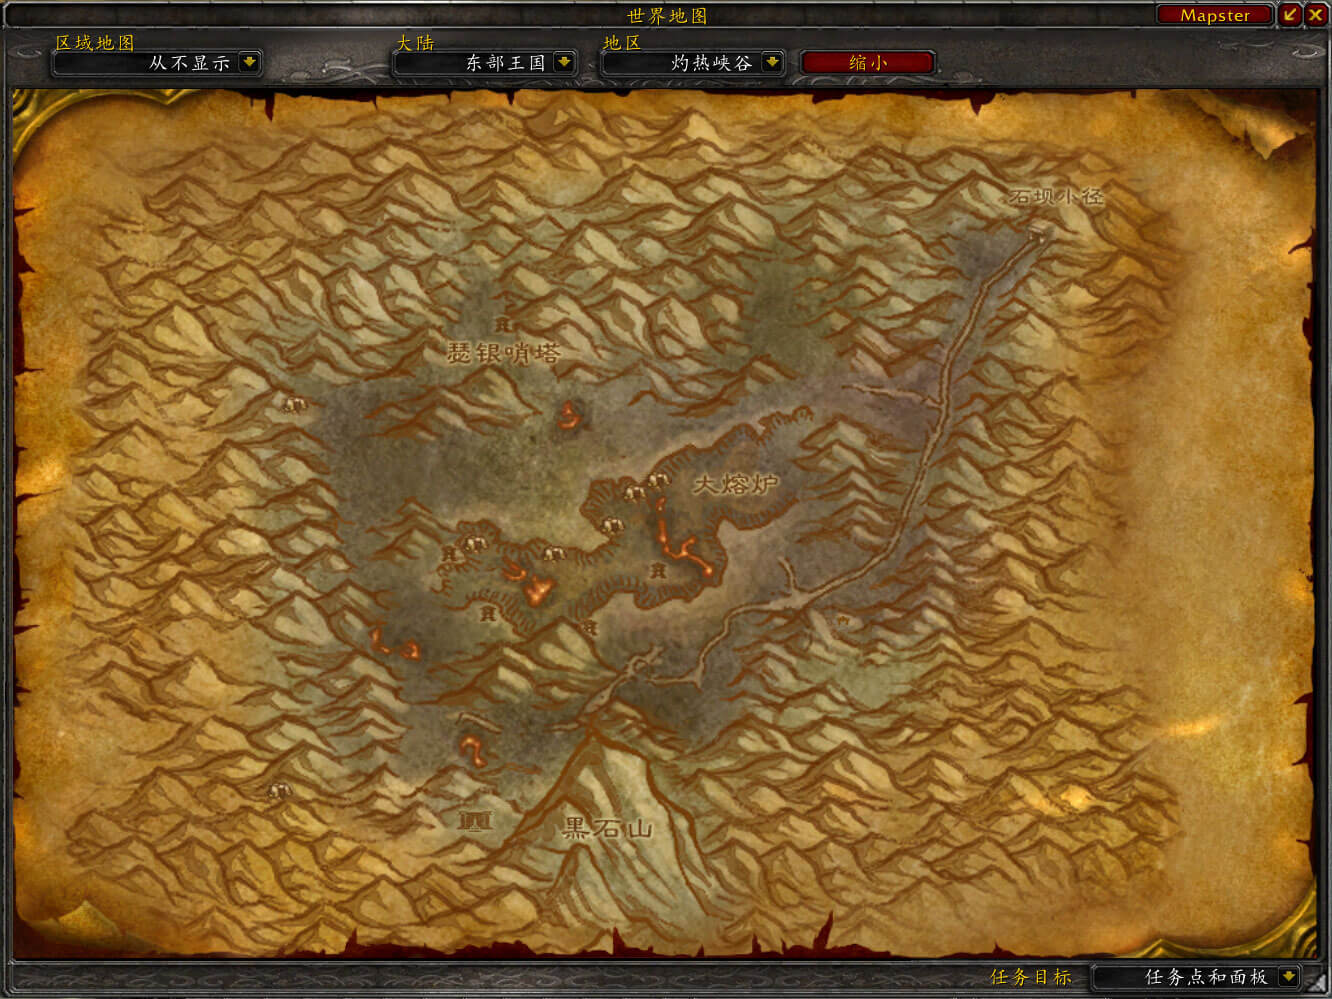 世界地图
Mapster
区域地图
大陆
地区
从不显示
东部王国
灼热峡谷
缩小
石坝小径
瑟银哨塔
大熔炉
黑石山
任务目标
任务点和面板